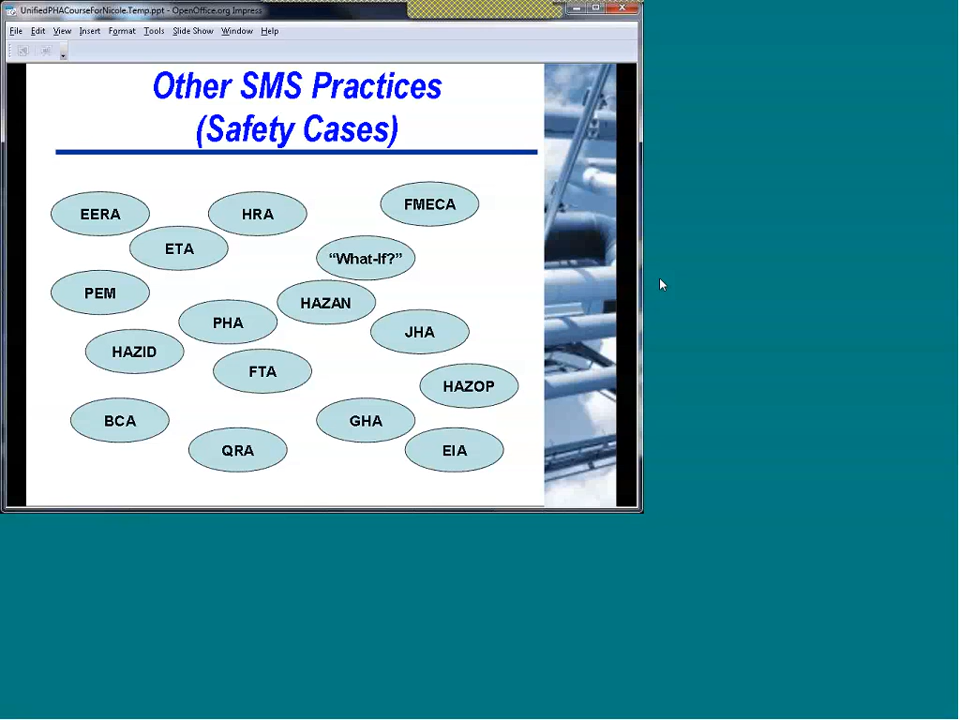 UnifiedPHACourseForNicole.Temp.ppt - OpenOffice.org Impress
File Edit View Insert Format Tools Slide Show Window Help
Other SMS Practices
(Safety Cases)
EERA
HRA
FMECA
ETA
“What-If?”
PEM
HAZAN
PHA
JHA
HAZID
FTA
HAZOP
BCA
GHA
QRA
EIA